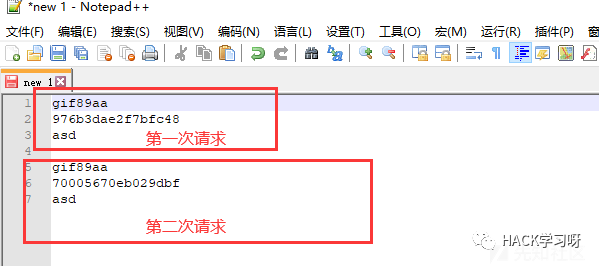 *new 1 - Notepad++
文件(F) 编辑(E) 搜索(S) 视图(V) 编码(N) 语言(L) 设置(T) 工具(O) 宏(M) 运行(R) 插件(P)
new 1
1 gif89aa
2 976b3dae2f7bfc48
3 asd
第一次请求
4
5 gif89aa
6 70005670eb029dbf
7 asd
第二次请求
HACK学习呀